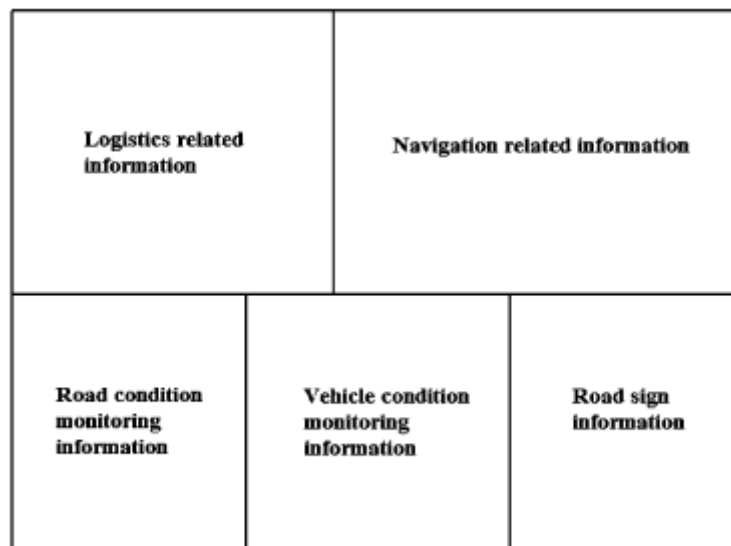 Logistics related
information
Navigation related information
Road condition
monitoring
information
Vehicle condition
monitoring
information
Road sign
information